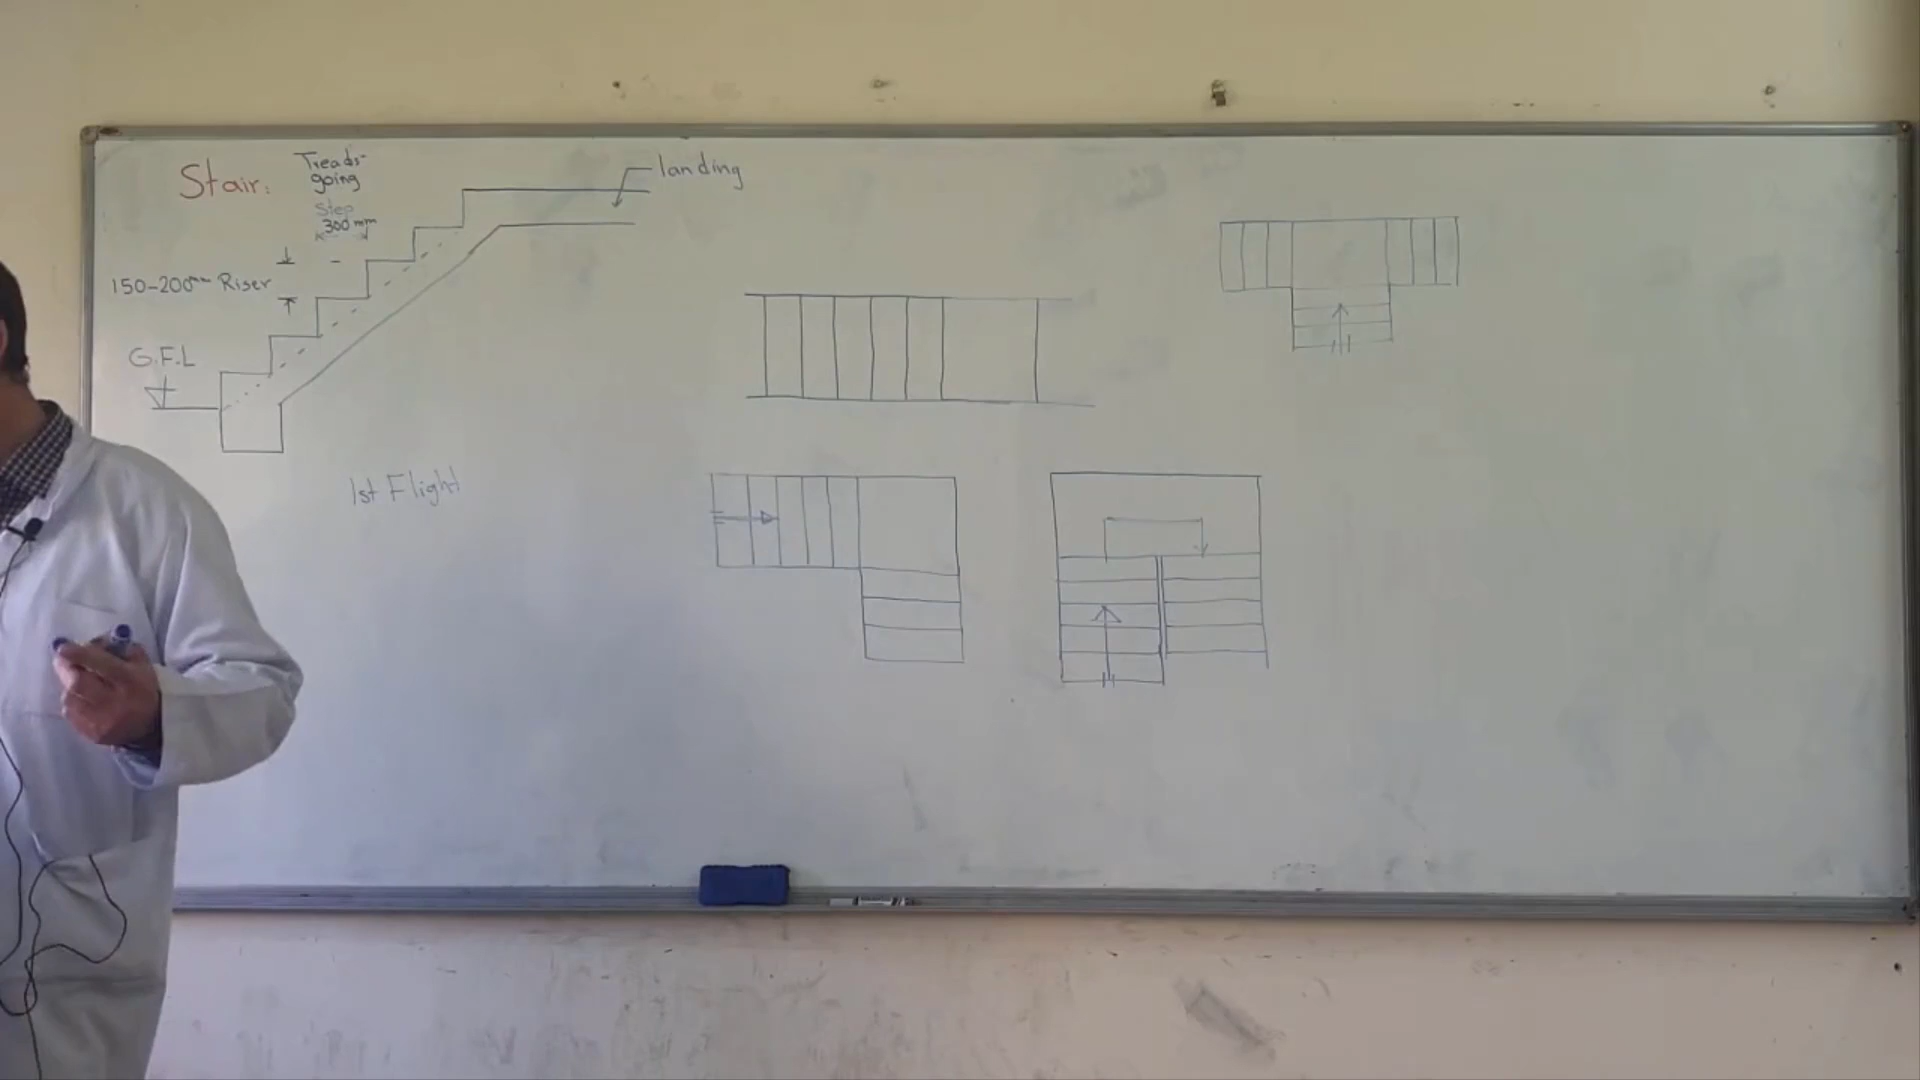 Stair:
Treads-
going
Step
300 mm
landing
150-200mm Riser
G.F.L
1st Flight